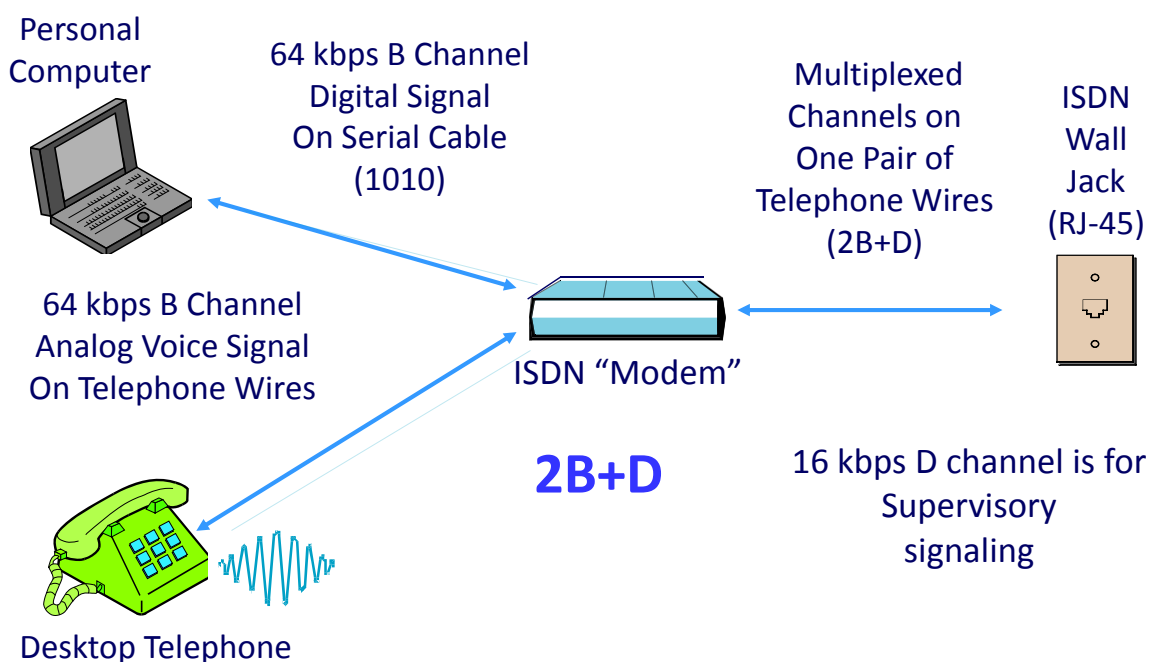 Personal
Computer
64 kbps B Channel
Digital Signal
On Serial Cable
(1010)
Multiplexed
Channels on
One Pair of
Telephone Wires
(2B+D)
ISDN
Wall
Jack
(RJ-45)
64 kbps B Channel
Analog Voice Signal
On Telephone Wires
ISDN “Modem”
2B+D
16 kbps D channel is for
Supervisory
signaling
Desktop Telephone